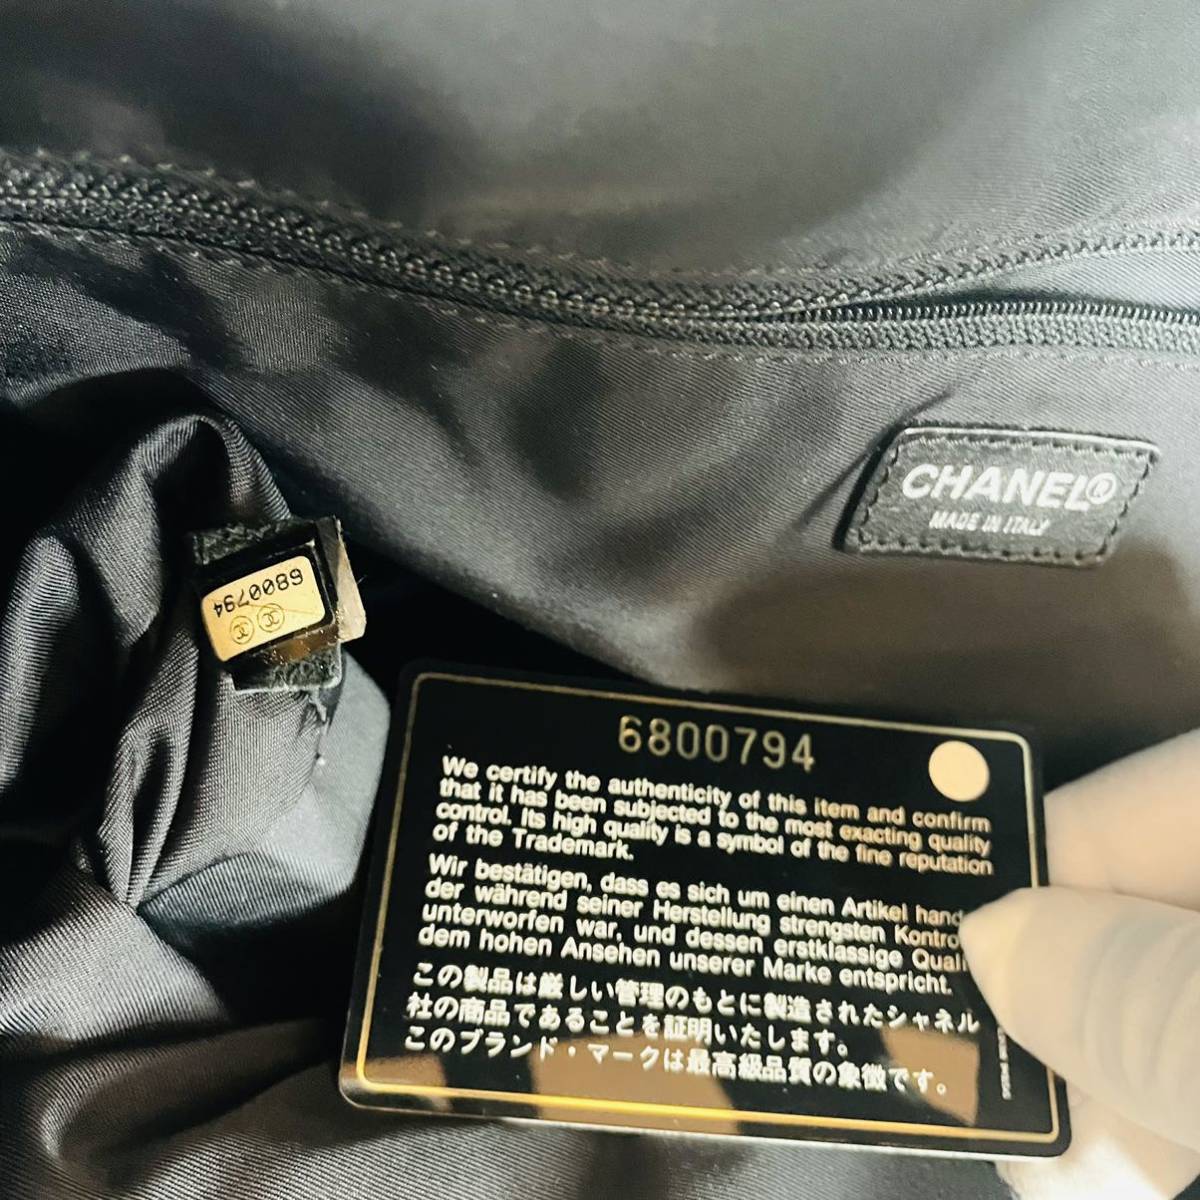 CHANEL®
MADE IN ITALY
6800794
6800794
We certify the authenticity of this item and confirm
that it has been subjected to the most exacting quality
control. Its high quality is a symbol of the fine reputation
of the Trademark.
Wir bestätigen, dass es sich um einen Artikel hand
der während seiner Herstellung strengsten Kontro
unterworfen war, und dessen erstklassige Quali
dem hohen Ansehen unserer Marke entspricht.
この製品は厳しい管理のもとに製造されたシャネル
社の商品であることを証明いたします。
このブランド・マークは最高級品質の象徴です。